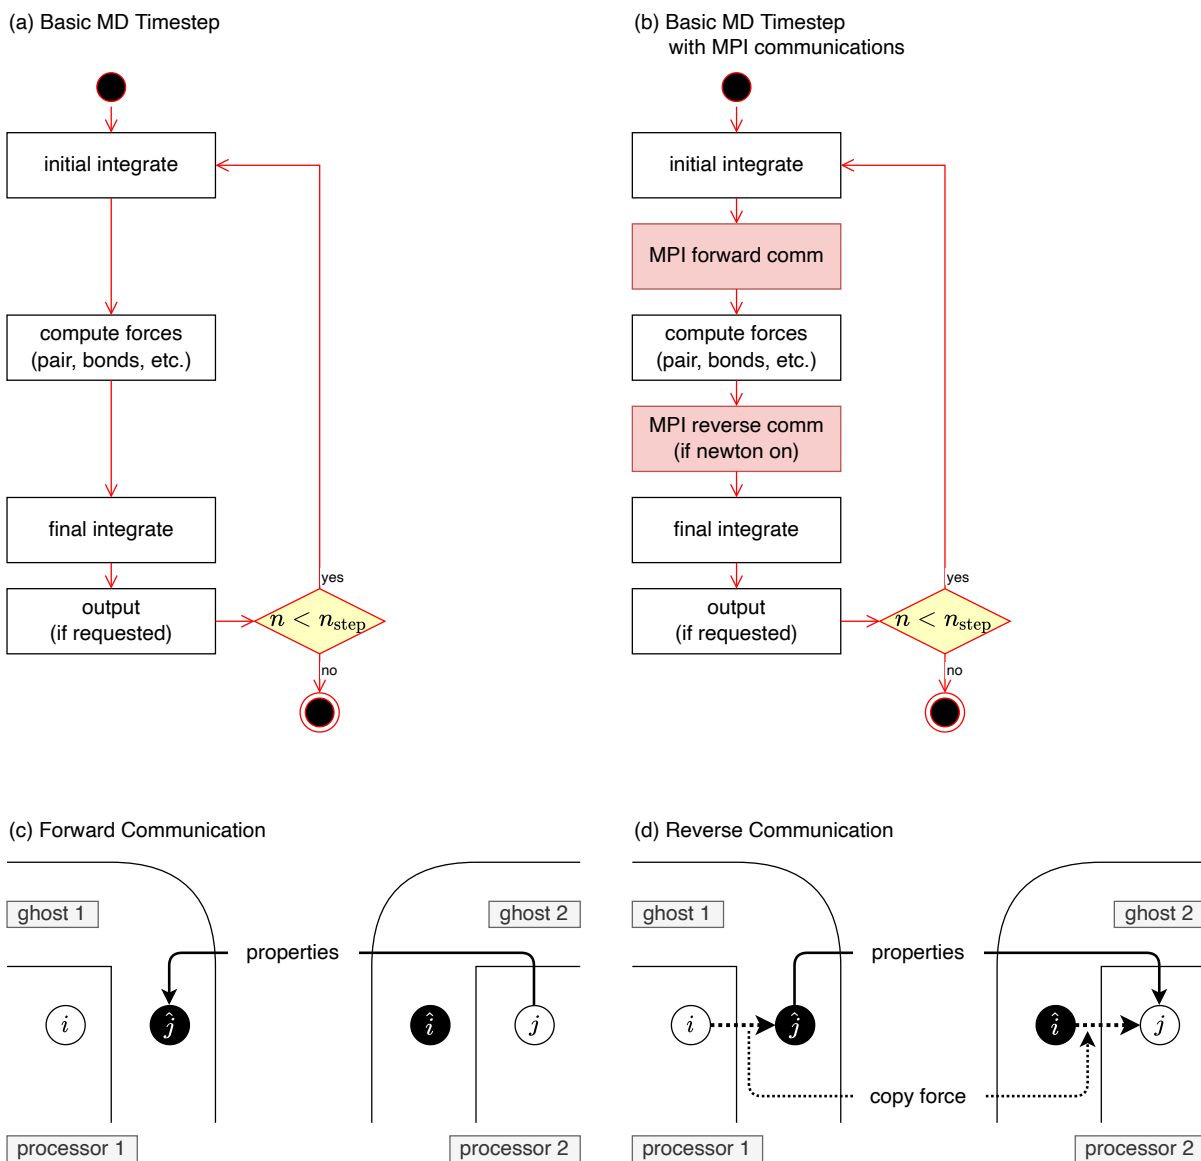 (a) Basic MD Timestep
initial integrate
compute forces
(pair, bonds, etc.)
final integrate
output
(if requested)
n < n_step
yes
no
(b) Basic MD Timestep
with MPI communications
initial integrate
MPI forward comm
compute forces
(pair, bonds, etc.)
MPI reverse comm
(if newton on)
final integrate
output
(if requested)
n < n_step
yes
no
(c) Forward Communication
ghost 1
ghost 2
properties
i
ĵ
î
j
processor 1
processor 2
(d) Reverse Communication
ghost 1
ghost 2
properties
i
ĵ
î
j
copy force
processor 1
processor 2